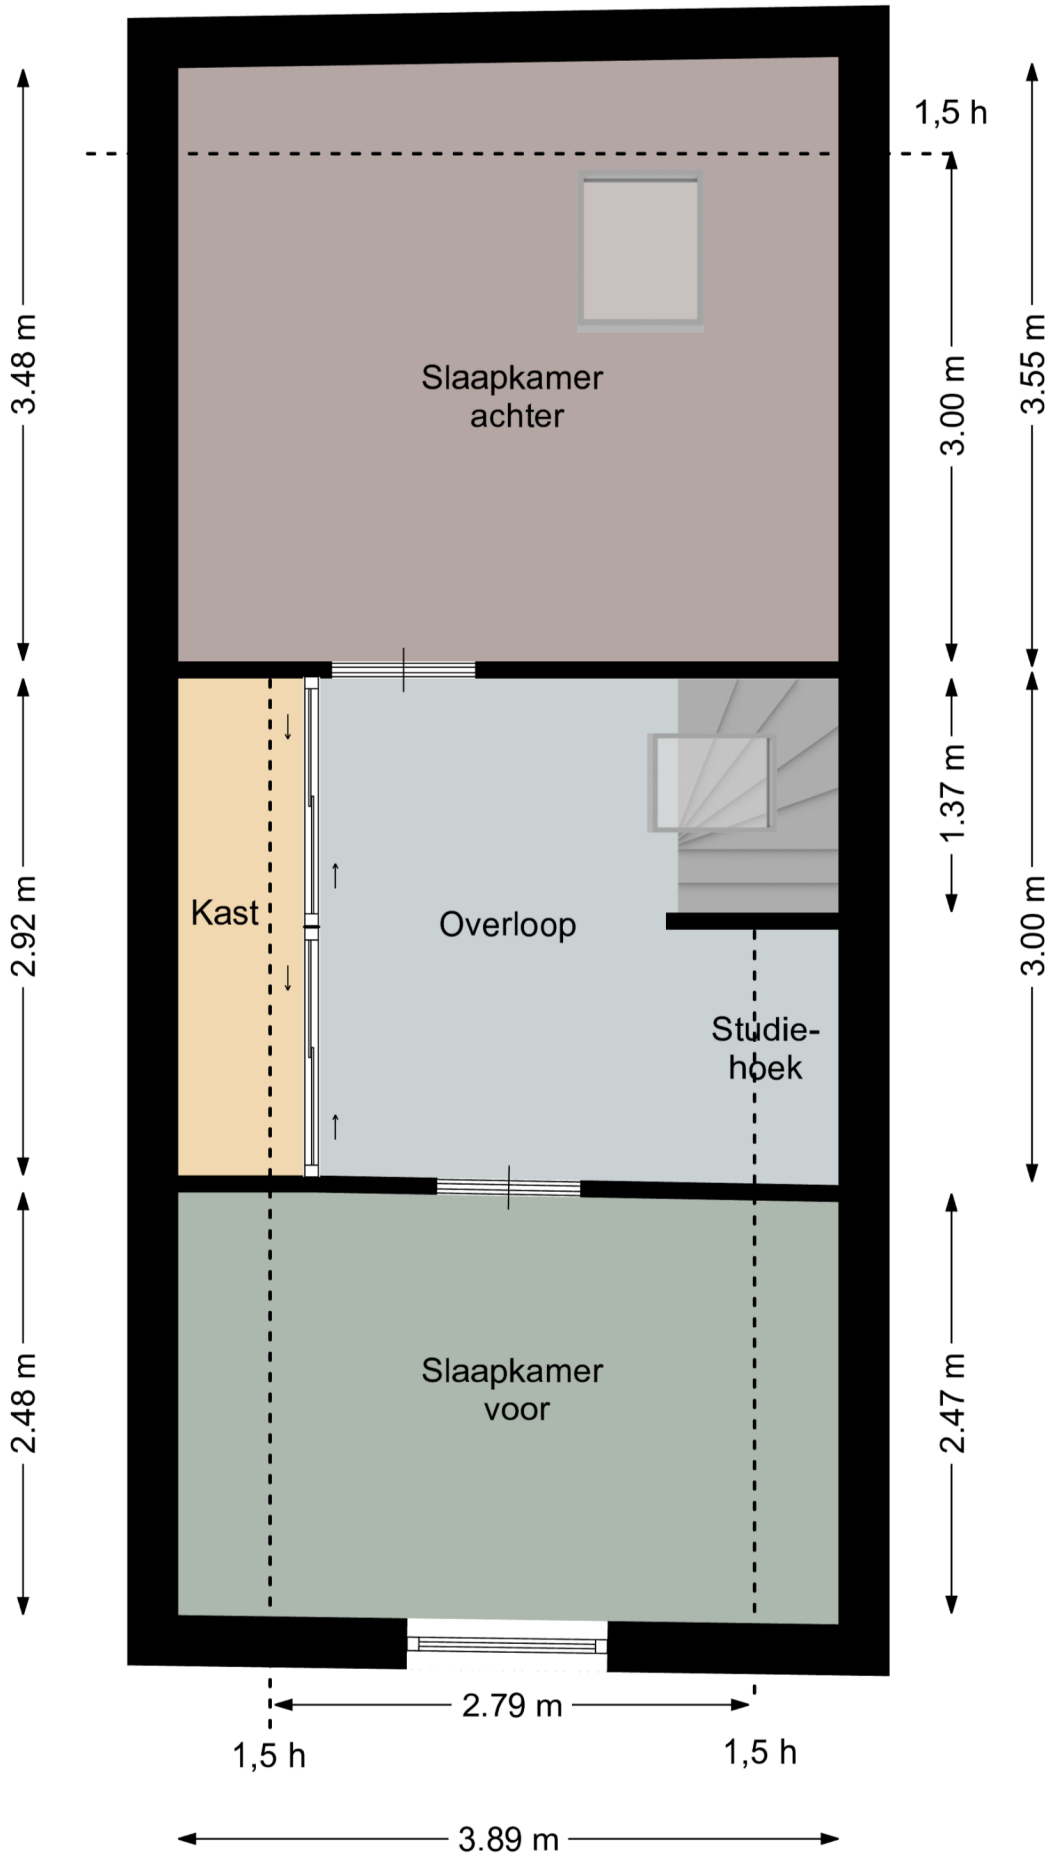 1,5 h
3.48 m
3.00 m
3.55 m
Slaapkamer
achter
1.37 m
Kast
Overloop
2.92 m
3.00 m
Studie-
hoek
Slaapkamer
voor
2.48 m
2.47 m
2.79 m
1,5 h
1,5 h
3.89 m